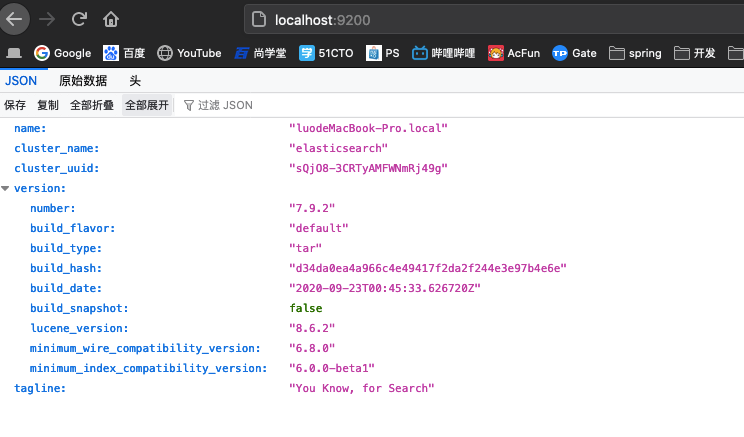 localhost:9200
Google 百度 YouTube 尚学堂 51CTO PS 哔哩哔哩 AcFun Gate spring 开发
JSON 原始数据 头
保存 复制 全部折叠 全部展开 过滤 JSON
name: "luodeMacBook-Pro.local"
cluster_name: "elasticsearch"
cluster_uuid: "sQjO8-3CRTyAMFWNmRj49g"
version:
number: "7.9.2"
build_flavor: "default"
build_type: "tar"
build_hash: "d34da0ea4a966c4e49417f2da2f244e3e97b4e6e"
build_date: "2020-09-23T00:45:33.626720Z"
build_snapshot: false
lucene_version: "8.6.2"
minimum_wire_compatibility_version: "6.8.0"
minimum_index_compatibility_version: "6.0.0-beta1"
tagline: "You Know, for Search"